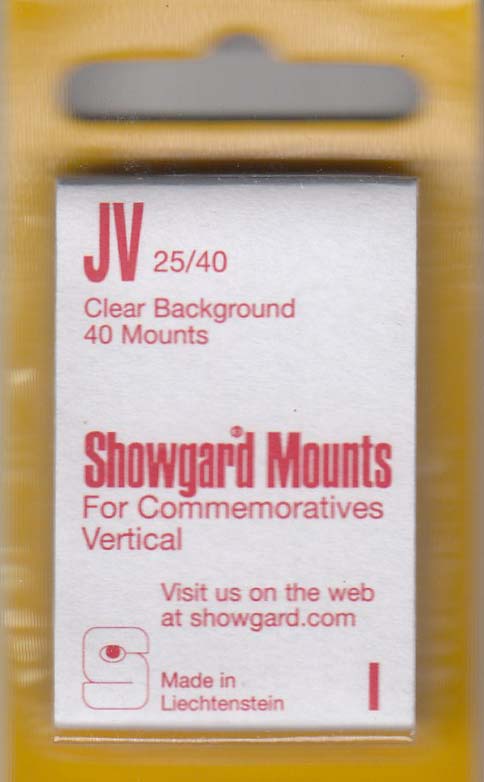 JV 25/40
Clear Background
40 Mounts
Showgard® Mounts
For Commemoratives
Vertical
Visit us on the web
at showgard.com
S
Made in
Liechtenstein
I